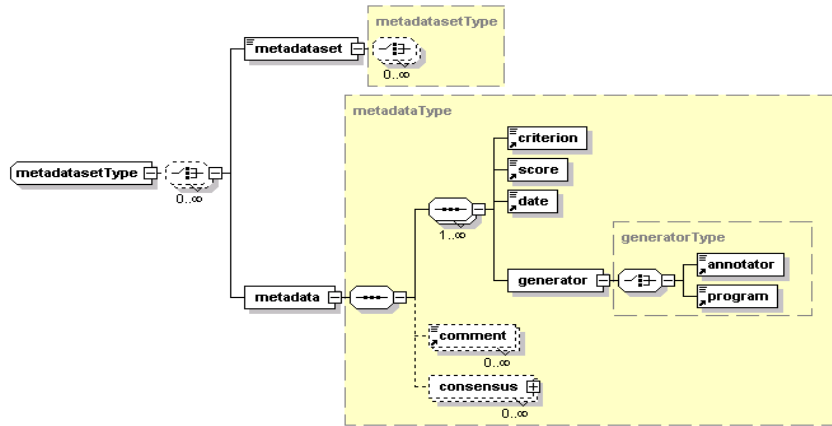 metadatasetType
metadataset
0..∞
metadataType
criterion
score
metadatasetType
date
0..∞
1..∞
generatorType
annotator
generator
program
metadata
comment
0..∞
consensus
0..∞